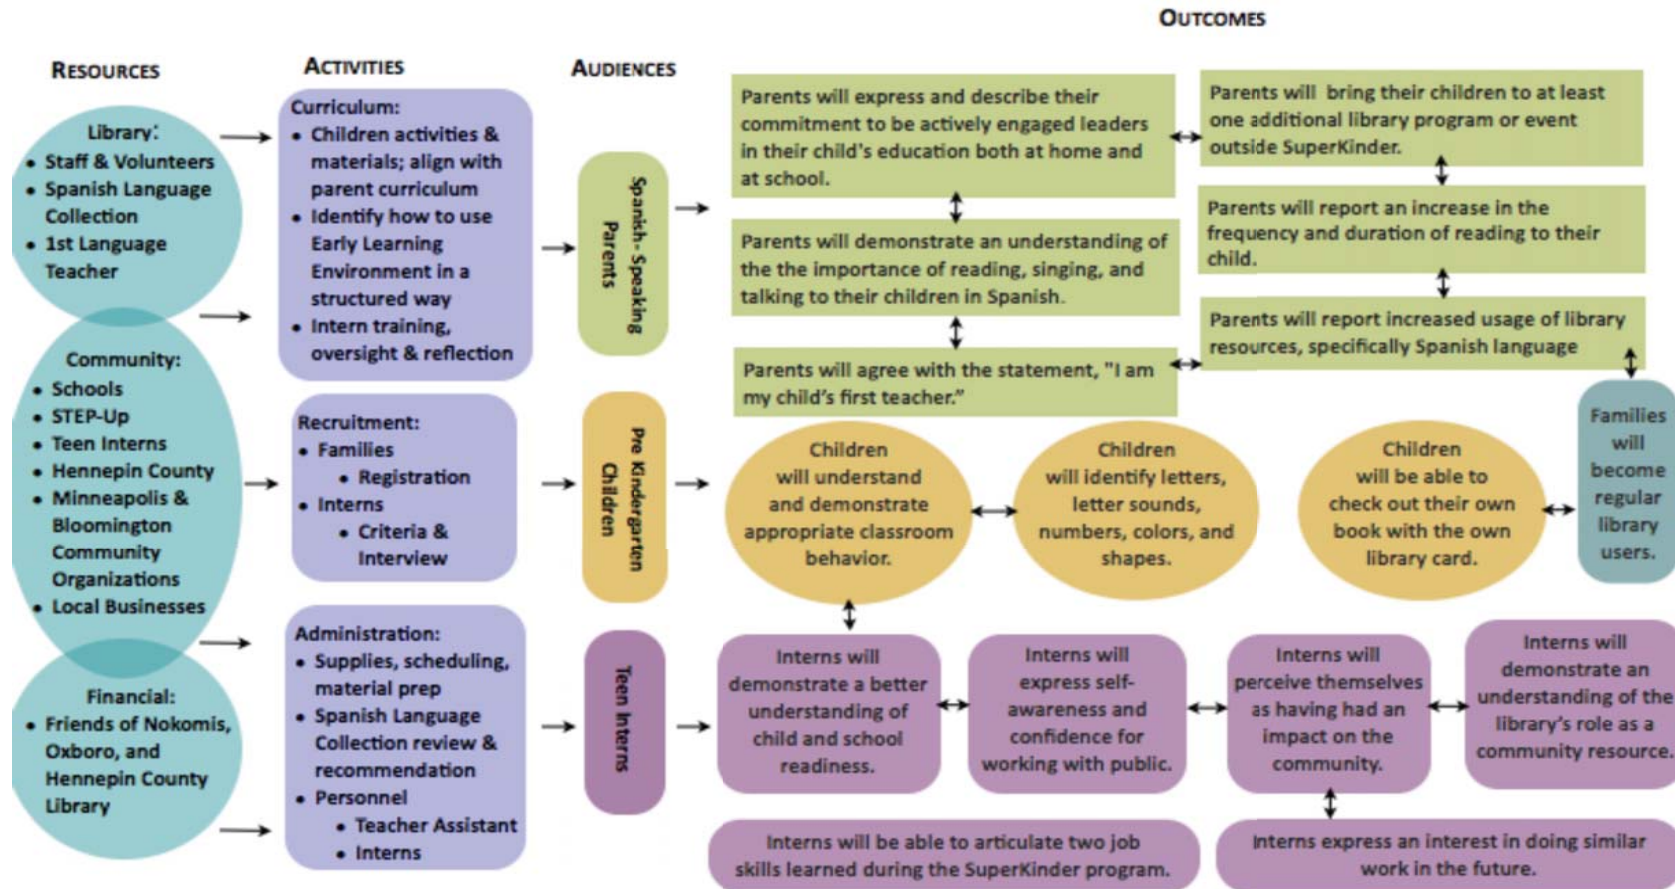 OUTCOMES
RESOURCES
ACTIVITIES
AUDIENCES
Library:
• Staff & Volunteers
• Spanish Language
Collection
• 1st Language
Teacher
Community:
• Schools
• STEP-Up
• Teen Interns
• Hennepin County
• Minneapolis &
Bloomington
Community
Organizations
• Local Businesses
Financial:
• Friends of Nokomis,
Oxboro, and
Hennepin County
Library
Curriculum:
• Children activities &
materials; align with
parent curriculum
• Identify how to use
Early Learning
Environment in a
structured way
• Intern training,
oversight & reflection
Recruitment:
• Families
• Registration
• Interns
• Criteria &
Interview
Administration:
• Supplies, scheduling,
material prep
• Spanish Language
Collection review &
recommendation
• Personnel
• Teacher Assistant
• Interns
Spanish-Speaking
Parents
Pre Kindergarten
Children
Teen Interns
Parents will express and describe their
commitment to be actively engaged leaders
in their child's education both at home and
at school.
Parents will demonstrate an understanding of
the the importance of reading, singing, and
talking to their children in Spanish.
Parents will agree with the statement, "I am
my child's first teacher."
Parents will bring their children to at least
one additional library program or event
outside SuperKinder.
Parents will report an increase in the
frequency and duration of reading to their
child.
Parents will report increased usage of library
resources, specifically Spanish language
Families
will
become
regular
library
users.
Children
will understand
and demonstrate
appropriate classroom
behavior.
Children
will identify letters,
letter sounds,
numbers, colors, and
shapes.
Children
will be able to
check out their own
book with the own
library card.
Interns will
demonstrate a better
understanding of
child and school
readiness.
Interns will
express self-
awareness and
confidence for
working with public.
Interns will
perceive themselves
as having had an
impact on the
community.
Interns will
demonstrate an
understanding of the
library's role as a
community resource.
Interns will be able to articulate two job
skills learned during the SuperKinder program.
Interns express an interest in doing similar
work in the future.